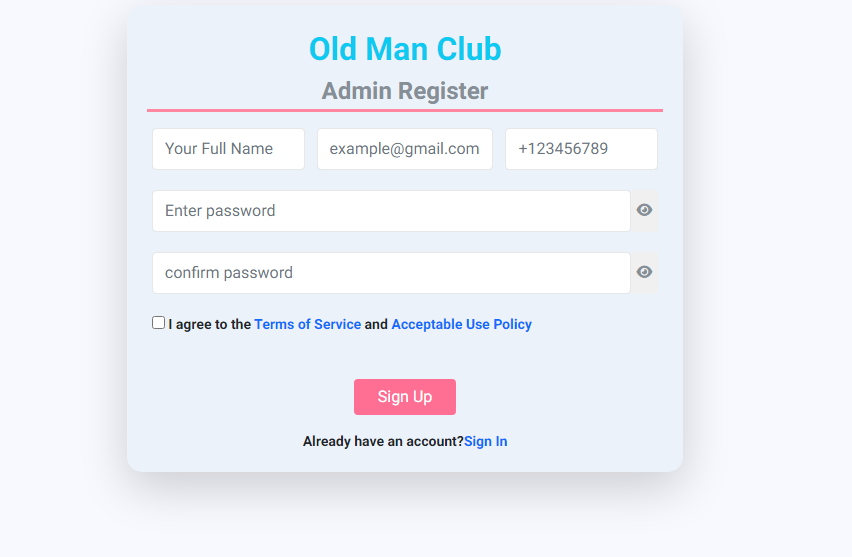 Old Man Club
Admin Register
Your Full Name example@gmail.com +123456789
Enter password
confirm password
I agree to the Terms of Service and Acceptable Use Policy
Sign Up
Already have an account?Sign In